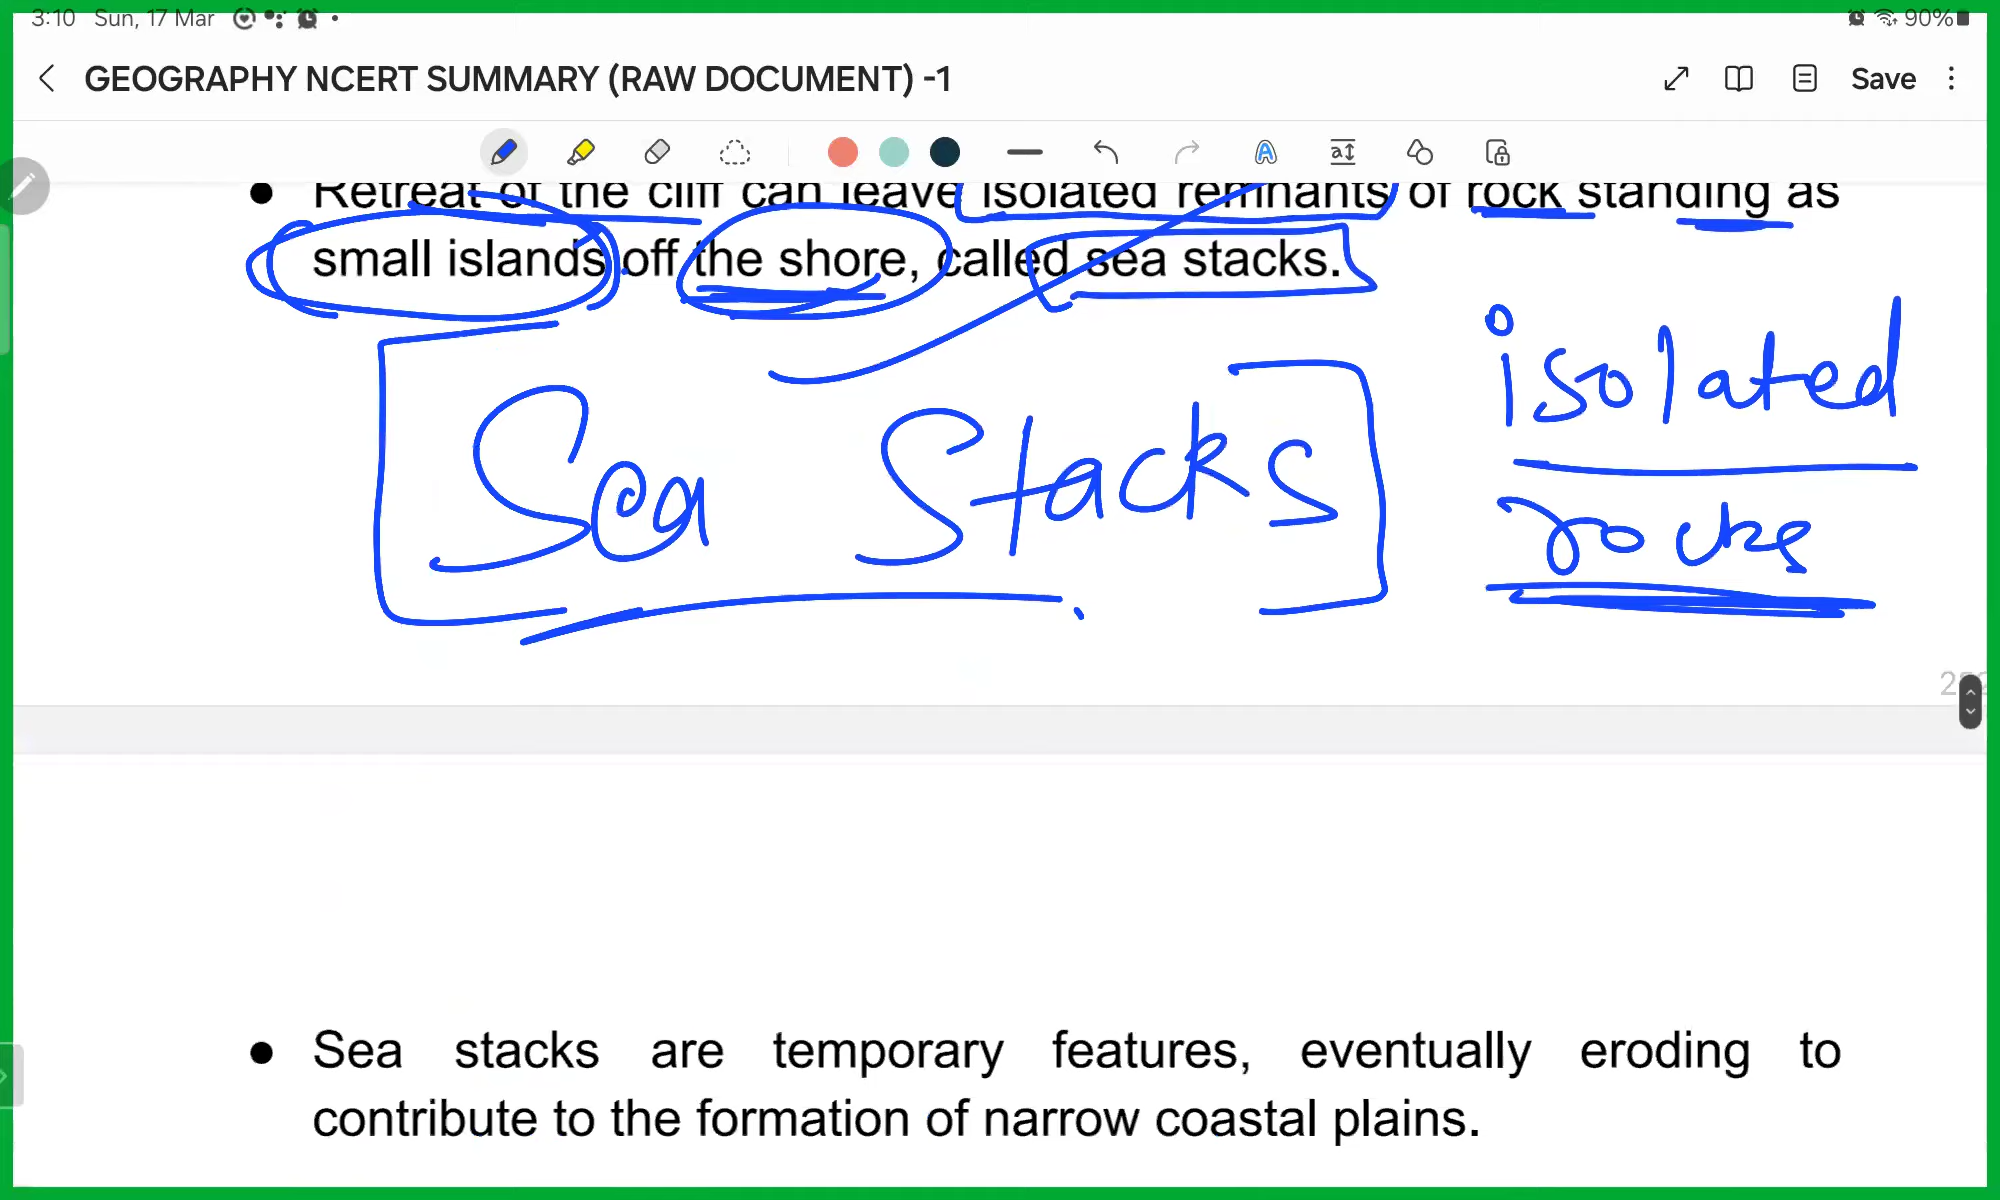 3:10 Sun, 17 Mar 90%
GEOGRAPHY NCERT SUMMARY (RAW DOCUMENT) -1 Save
● Retreat of the cliff can leave isolated remnants of rock standing as
small islands off the shore, called sea stacks.
isolated
Sea Stacks
rocks
● Sea stacks are temporary features, eventually eroding to
contribute to the formation of narrow coastal plains.